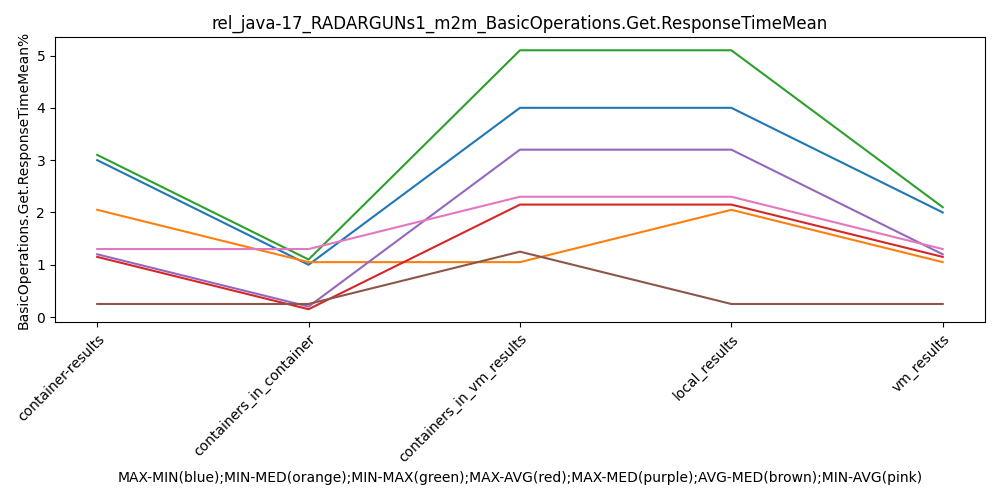 rel_java-17_RADARGUNs1_m2m_BasicOperations.Get.ResponseTimeMean
BasicOperations.Get.ResponseTimeMean%
5
4
3
2
1
0
container-results
containers_in_container
containers_in_vm_results
local_results
vm_results
MAX-MIN(blue);MIN-MED(orange);MIN-MAX(green);MAX-AVG(red);MAX-MED(purple);AVG-MED(brown);MIN-AVG(pink)